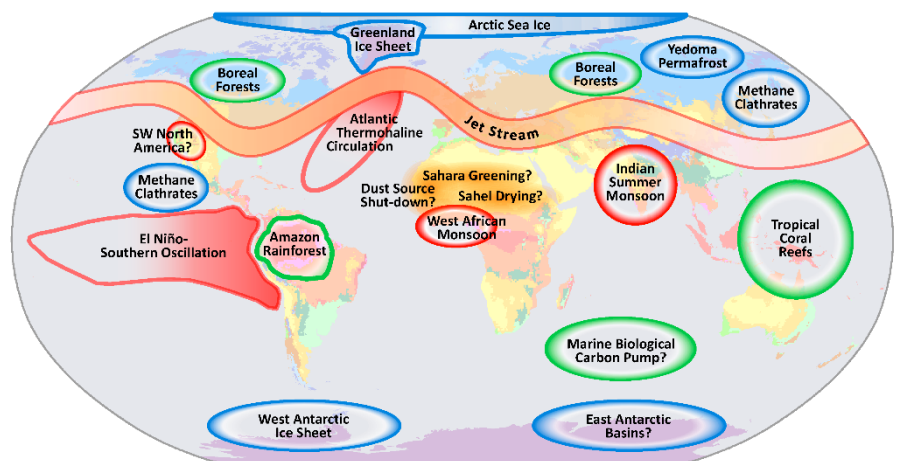 Arctic Sea Ice
Greenland
Ice Sheet
Yedoma
Permafrost
Boreal
Forests
Boreal
Forests
Methane
Clathrates
Jet Stream
Atlantic
Thermohaline
Circulation
SW North
America?
Methane
Clathrates
Sahara Greening?
Dust Source
Shut-down?
Sahel Drying?
Indian
Summer
Monsoon
West African
Monsoon
El Niño-
Southern Oscillation
Amazon
Rainforest
Tropical
Coral
Reefs
Marine Biological
Carbon Pump?
West Antarctic
Ice Sheet
East Antarctic
Basins?